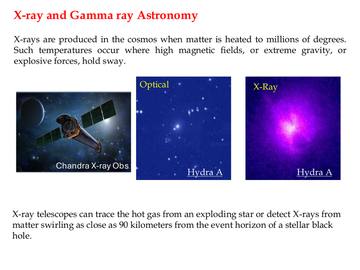 X-ray and Gamma ray Astronomy
X-rays are produced in the cosmos when matter is heated to millions of degrees.
Such temperatures occur where high magnetic fields, or extreme gravity, or
explosive forces, hold sway.
Optical
X-Ray
Chandra X-ray Obs
Hydra A
Hydra A
X-ray telescopes can trace the hot gas from an exploding star or detect X-rays from
matter swirling as close as 90 kilometers from the event horizon of a stellar black
hole.